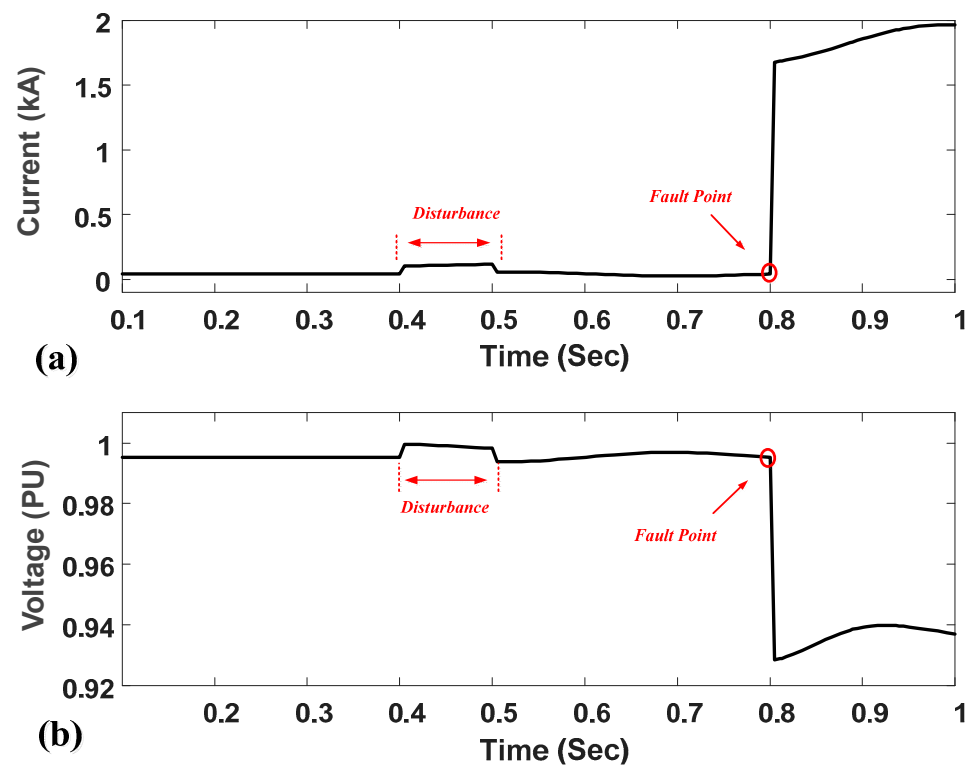 2
1.5
1
0.5
0
Current (kA)
Disturbance
Fault Point
0.1 0.2 0.3 0.4 0.5 0.6 0.7 0.8 0.9 1
Time (Sec)
(a)
1
0.98
0.96
0.94
0.92
Voltage (PU)
Disturbance
Fault Point
0.2 0.3 0.4 0.5 0.6 0.7 0.8 0.9 1
Time (Sec)
(b)